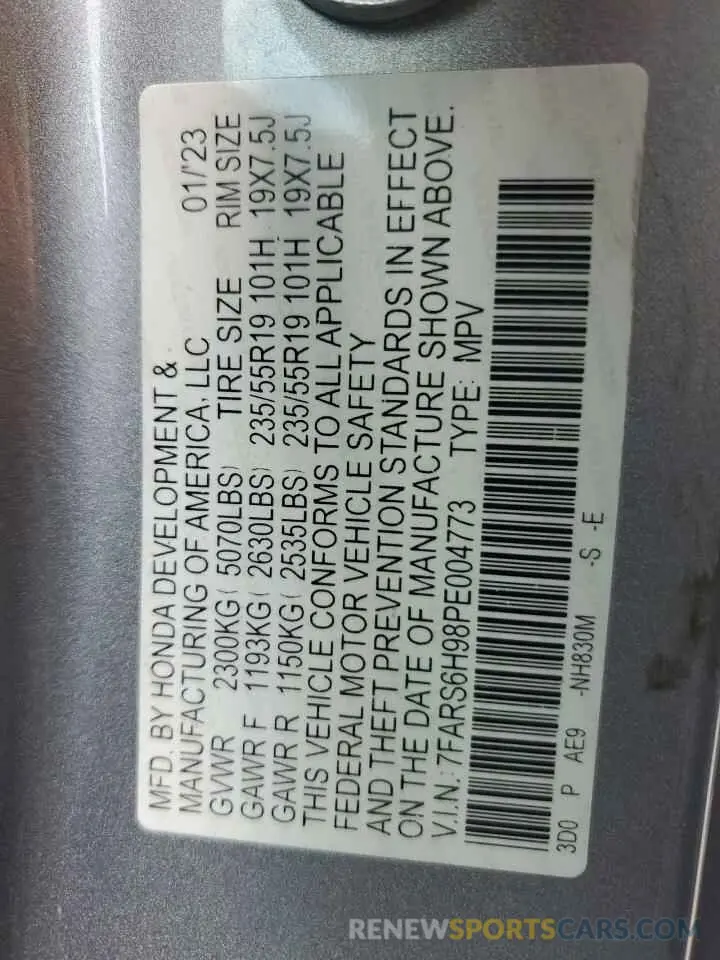 MFD. BY HONDA DEVELOPMENT &
MANUFACTURING OF AMERICA, LLC 01/'23
GVWR 2300KG( 5070LBS) TIRE SIZE RIM SIZE
GAWR F 1193KG( 2630LBS) 235/55R19 101H 19X7.5J
GAWR R 1150KG( 2535LBS) 235/55R19 101H 19X7.5J
THIS VEHICLE CONFORMS TO ALL APPLICABLE
FEDERAL MOTOR VEHICLE SAFETY
AND THEFT PREVENTION STANDARDS IN EFFECT
ON THE DATE OF MANUFACTURE SHOWN ABOVE.
V.I.N.:7FARS6H98PE004773 TYPE: MPV
3D0 P AE9 -NH830M -S -E
RENEWSPORTSCARS.COM